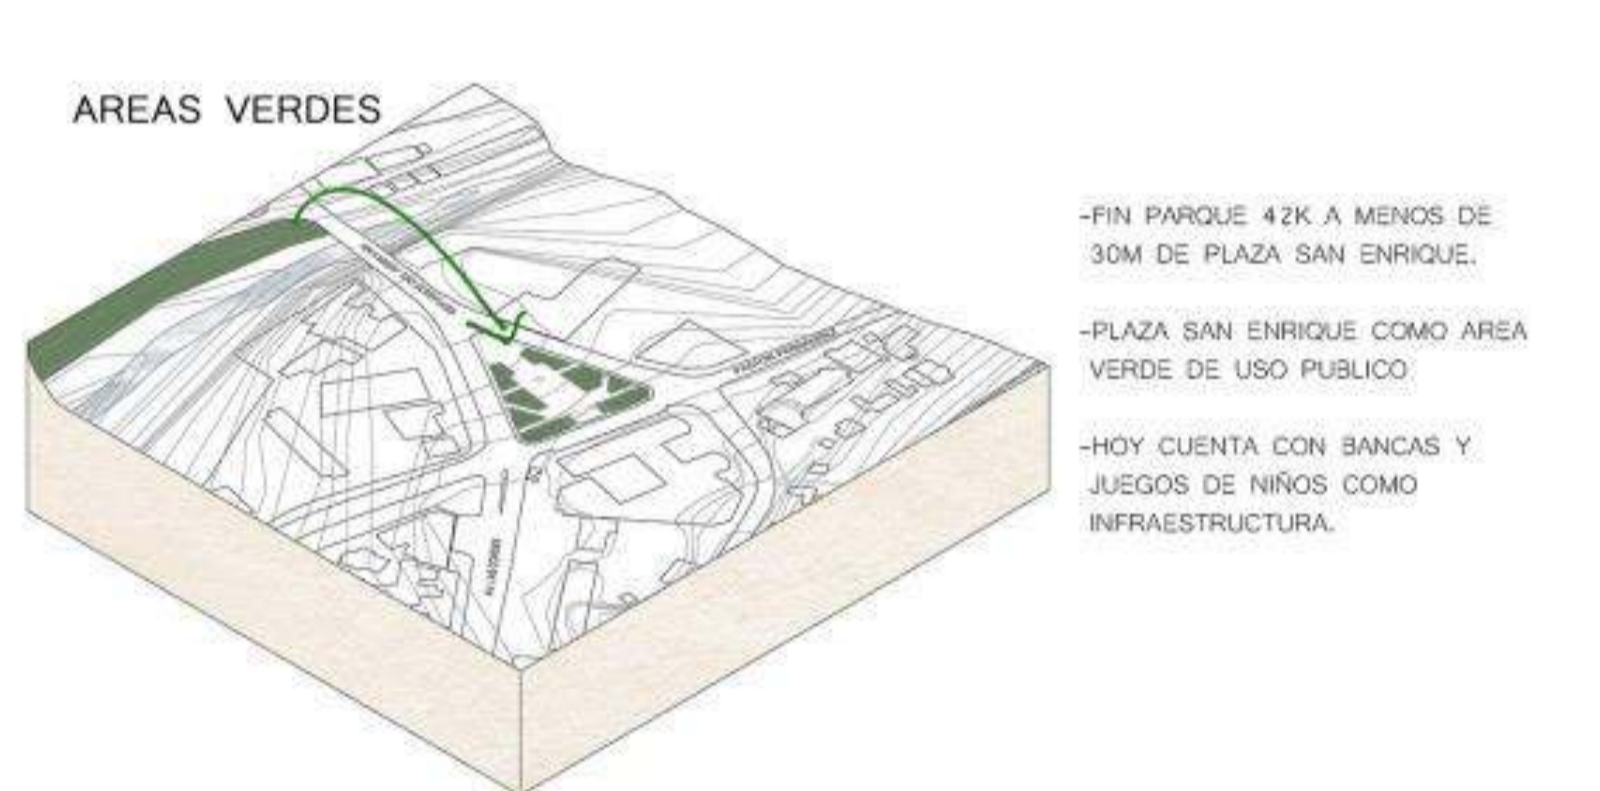 AREAS VERDES
-FIN PARQUE 42K A MENOS DE
30M DE PLAZA SAN ENRIQUE.
-PLAZA SAN ENRIQUE COMO AREA
VERDE DE USO PUBLICO
-HOY CUENTA CON BANCAS Y
JUEGOS DE NIÑOS COMO
INFRAESTRUCTURA.